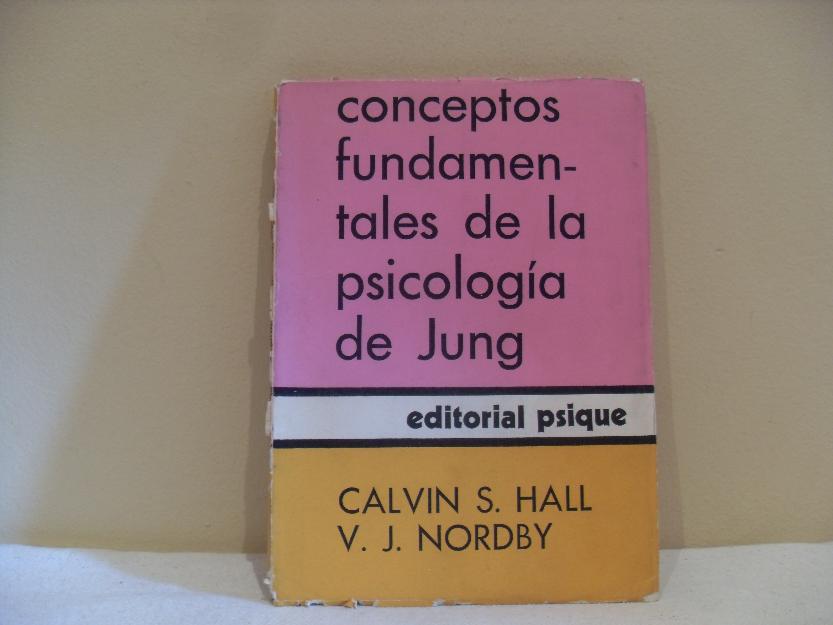 conceptos
fundamen-
tales de la
psicología
de Jung
editorial psique
CALVIN S. HALL
V. J. NORDBY